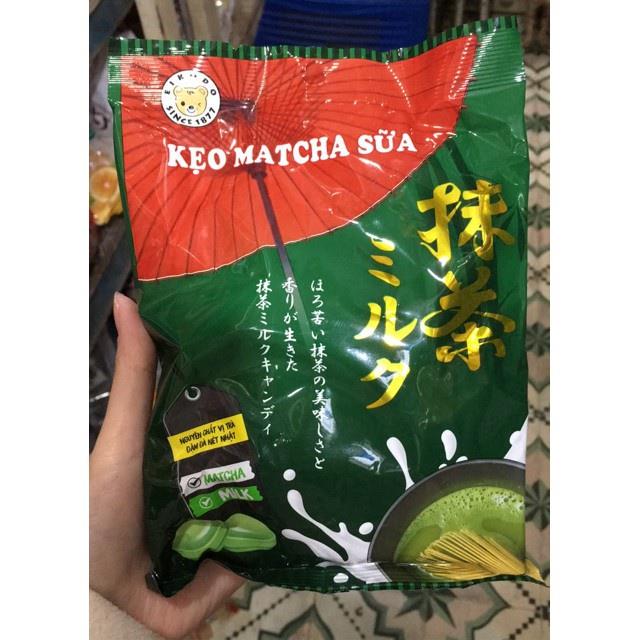 EIKODO
SINCE 1877
KẸO MATCHA SỮA
抹茶
ミルク
ほろ苦い抹茶の美味しさと
香りが生きた
抹茶ミルクキャンデイ
NGUYÊN CHẤT VỊ TRÀ
ĐẬM ĐÀ NÉT NHẬT
MATCHA
MILK